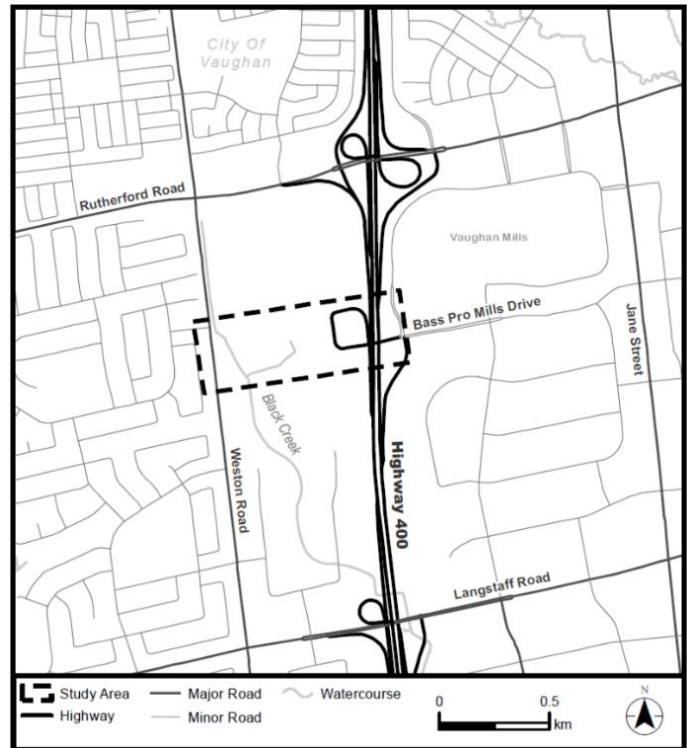 City Of
Vaughan
Rutherford Road
Vaughan Mills
Bass Pro Mills Drive
Jane Street
Black Creek
Weston Road
Highway 400
Langstaff Road
Study Area
Major Road
Watercourse
Highway
Minor Road
0
0.5
km
N